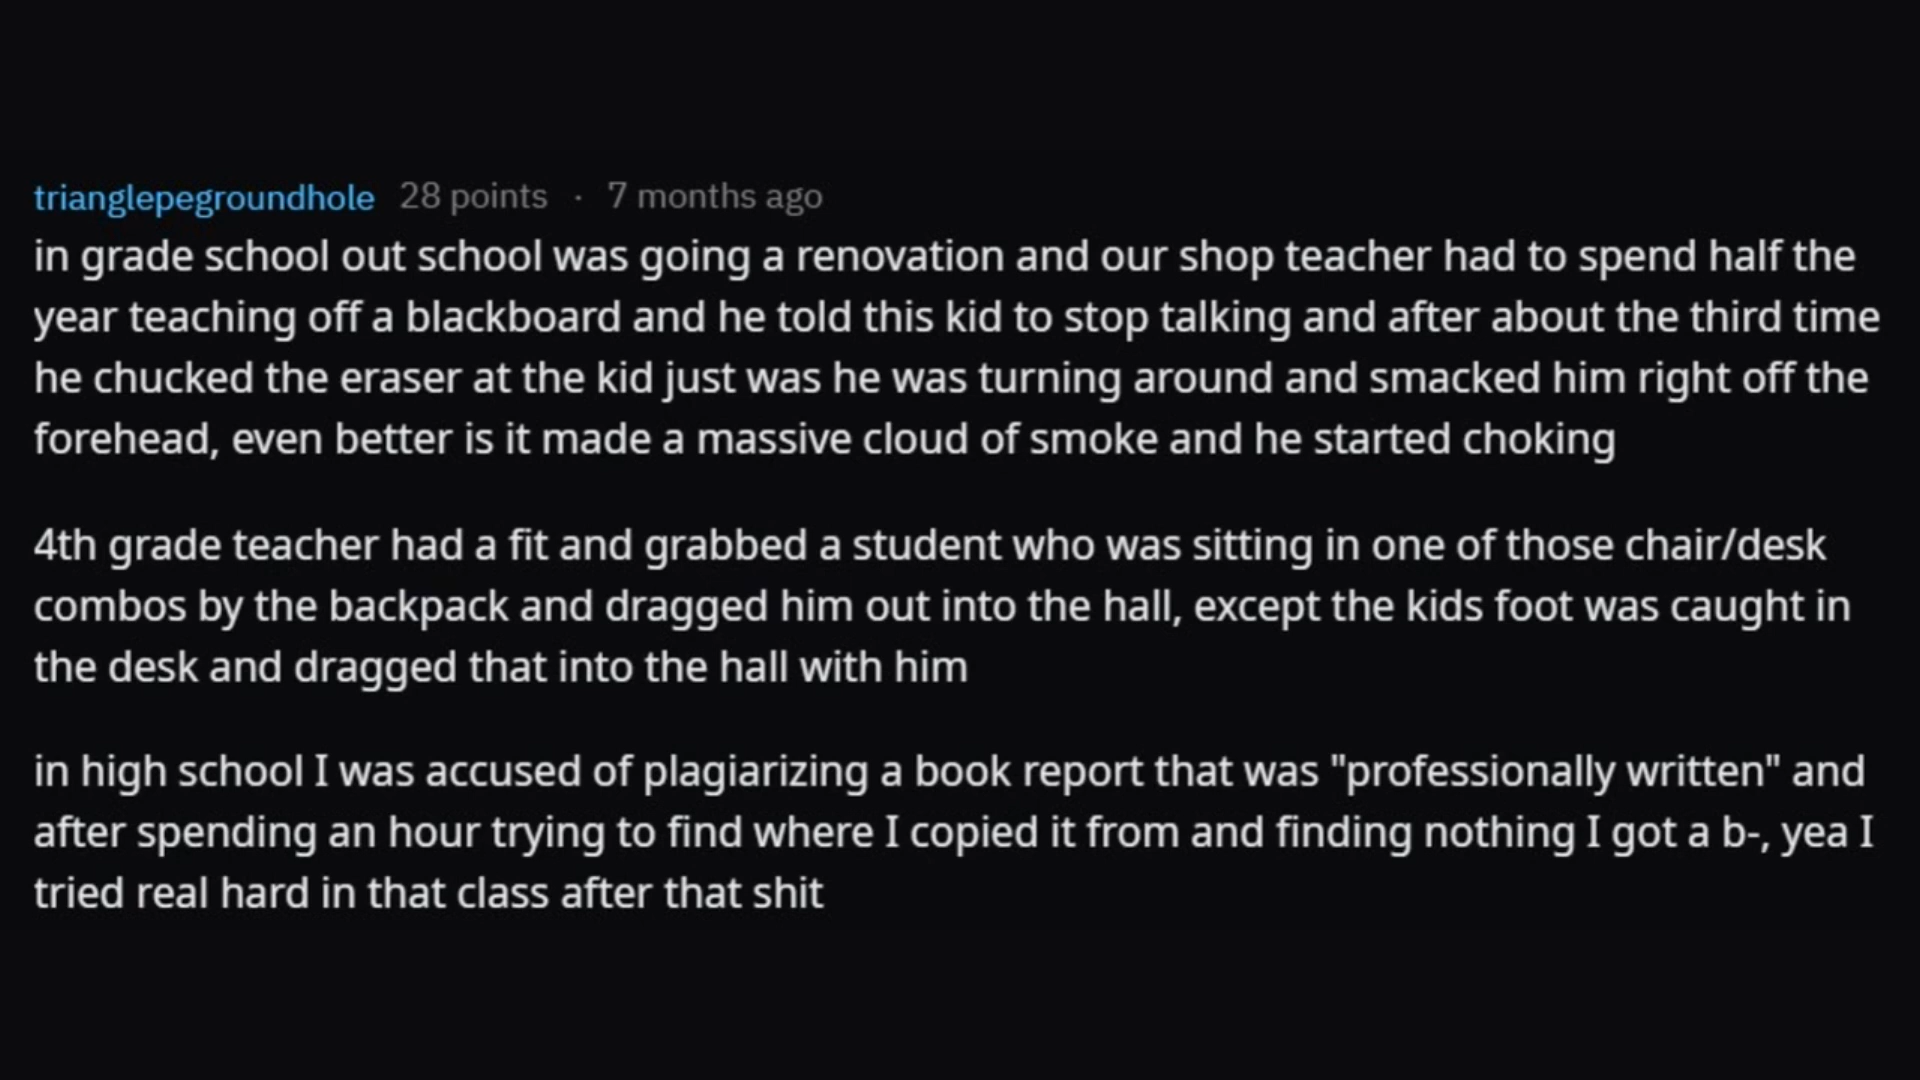 trianglepegroundhole 28 points · 7 months ago
in grade school out school was going a renovation and our shop teacher had to spend half the
year teaching off a blackboard and he told this kid to stop talking and after about the third time
he chucked the eraser at the kid just was he was turning around and smacked him right off the
forehead, even better is it made a massive cloud of smoke and he started choking
4th grade teacher had a fit and grabbed a student who was sitting in one of those chair/desk
combos by the backpack and dragged him out into the hall, except the kids foot was caught in
the desk and dragged that into the hall with him
in high school I was accused of plagiarizing a book report that was "professionally written" and
after spending an hour trying to find where I copied it from and finding nothing I got a b-, yea I
tried real hard in that class after that shit